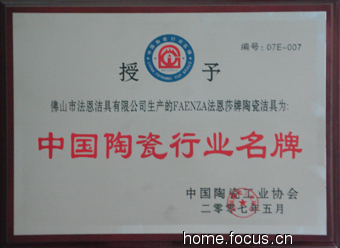 编号: 07E-007
授 予
佛山市法恩洁具有限公司生产的FAENZA法恩莎牌陶瓷洁具为:
中国陶瓷行业名牌
中国陶瓷工业协会
二零零七年五月
home.focus.cn